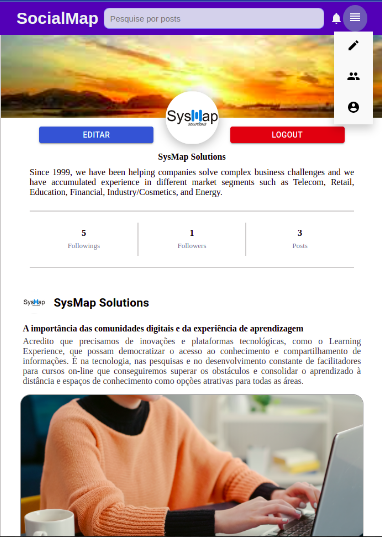 SocialMap
Pesquise por posts
SysMap
solutions
EDITAR
LOGOUT
SysMap Solutions
Since 1999, we have been helping companies solve complex business challenges and we
have accumulated experience in different market segments such as Telecom, Retail,
Education, Financial, Industry/Cosmetics, and Energy.
5
Followings
1
Followers
3
Posts
SysMap
SysMap Solutions
A importância das comunidades digitais e da experiência de aprendizagem
Acredito que precisamos de inovações e plataformas tecnológicas, como o Learning
Experience, que possam democratizar o acesso ao conhecimento e compartilhamento de
informações. É na tecnologia, nas pesquisas e no desenvolvimento constante de facilitadores
para cursos on-line que conseguiremos superar os obstáculos e consolidar o aprendizado à
distância e espaços de conhecimento como opções atrativas para todas as áreas.